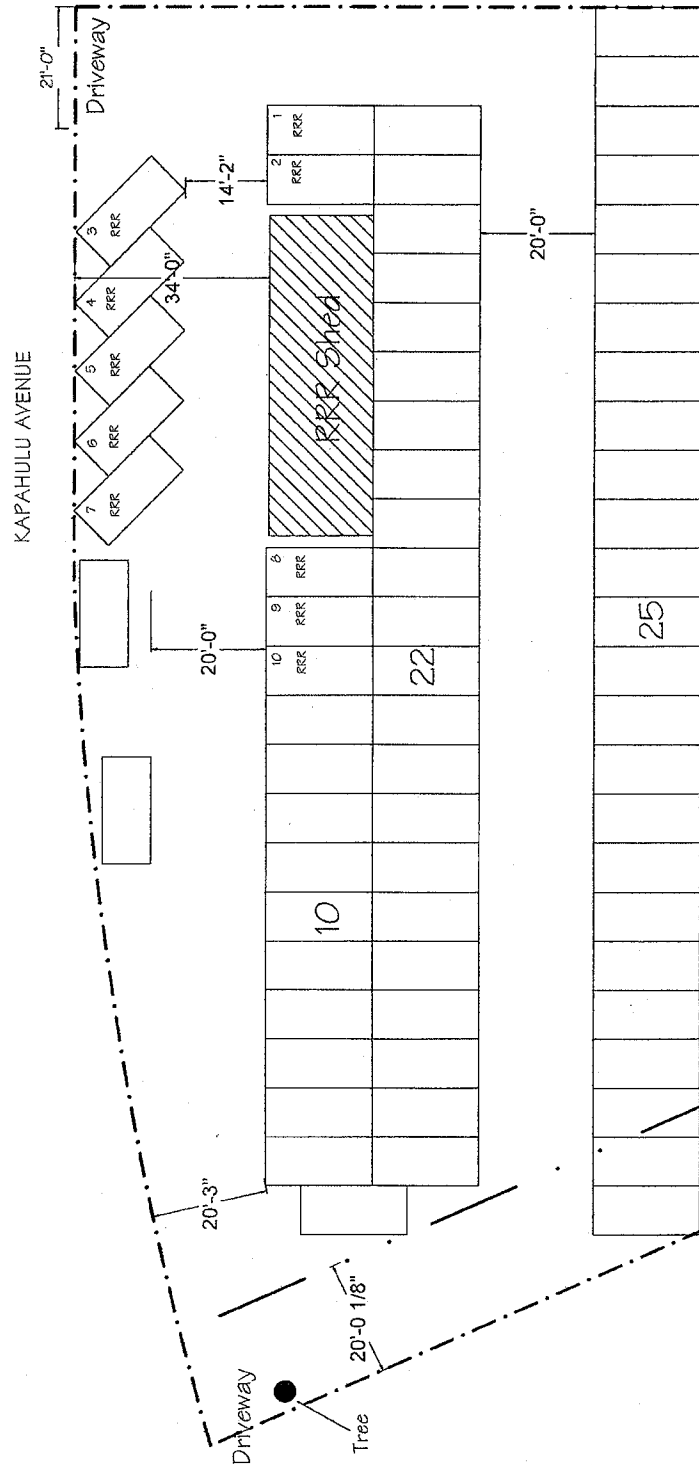 KAPAHULU AVENUE
21'-0"
Driveway
3
RRR
4
RRR
5
RRR
6
RRR
7
RRR
14'-2"
34'-0"
1
RRR
2
RRR
RRR Shed
20'-0"
8
RRR
9
RRR
10
RRR
20'-0"
22
25
10
20'-3"
20'-0 1/8"
Driveway
Tree